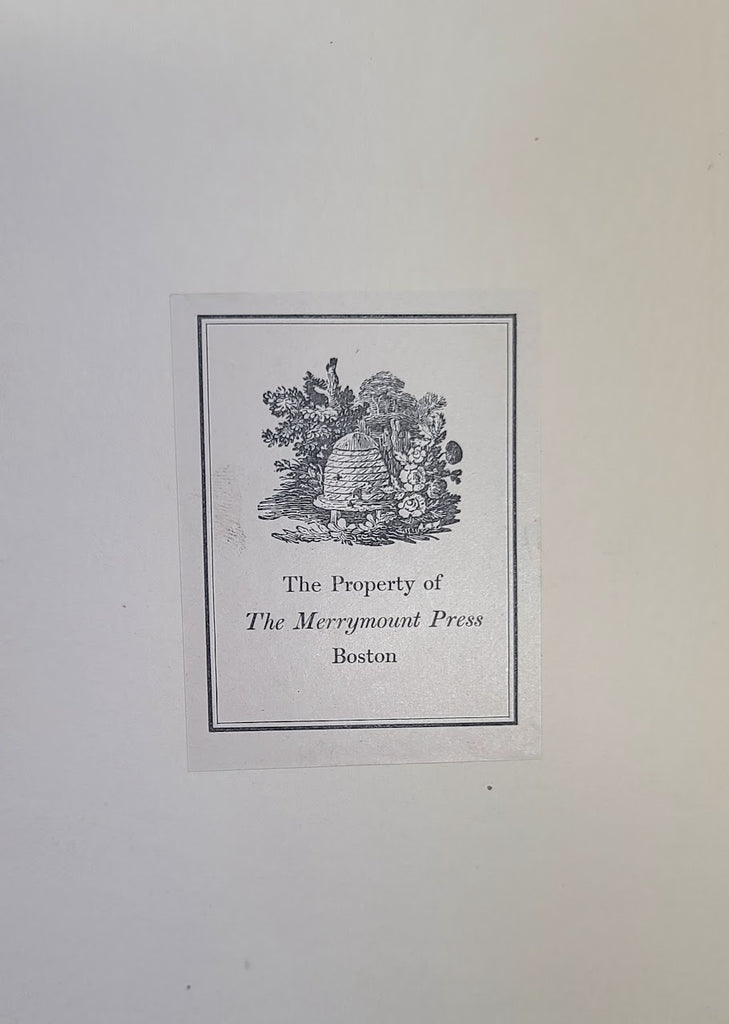 The Property of
The Merrymount Press
Boston